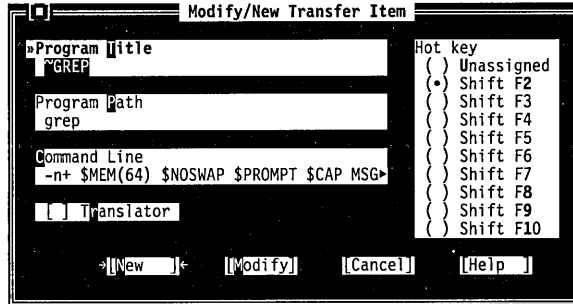 [■] Modify/New Transfer Item
»Program Title
~GREP
Program Path
grep
Command Line
-n+ $MEM(64) $NOSWAP $PROMPT $CAP MSG►
[ ] Translator
Hot key
( ) Unassigned
(•) Shift F2
( ) Shift F3
( ) Shift F4
( ) Shift F5
( ) Shift F6
( ) Shift F7
( ) Shift F8
( ) Shift F9
( ) Shift F10
→[New ]← [Modify] [Cancel] [Help ]